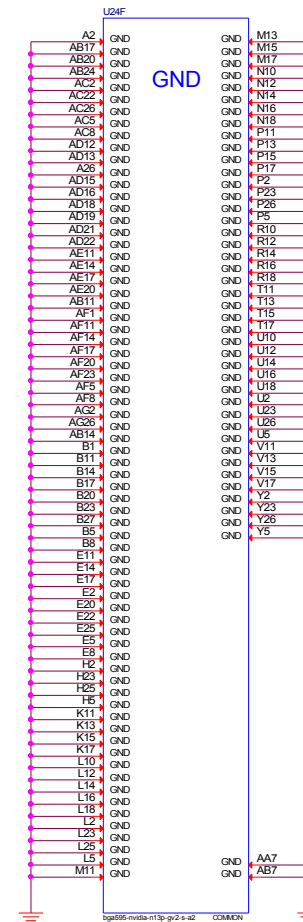 U24F
GND
A2 GND GND M13
AB17 GND GND M15
AB20 GND GND M17
AB24 GND GND N10
AC2 GND GND N12
AC22 GND GND N14
AC26 GND GND N16
AC5 GND GND N18
AC8 GND GND P11
AD12 GND GND P13
AD13 GND GND P15
A26 GND GND P17
AD15 GND GND P2
AD16 GND GND P23
AD18 GND GND P26
AD19 GND GND P5
AD21 GND GND R10
AD22 GND GND R12
AE11 GND GND R14
AE14 GND GND R16
AE17 GND GND R18
AE20 GND GND T11
AB11 GND GND T13
AF1 GND GND T15
AF11 GND GND T17
AF14 GND GND U10
AF17 GND GND U12
AF20 GND GND U14
AF23 GND GND U16
AF5 GND GND U18
AF8 GND GND U2
AG2 GND GND U23
AG26 GND GND U26
AB14 GND GND U5
B1 GND GND V11
B11 GND GND V13
B14 GND GND V15
B17 GND GND V17
B20 GND GND Y2
B23 GND GND Y23
B27 GND GND Y26
B5 GND GND Y5
B8 GND
E11 GND
E14 GND
E17 GND
E2 GND
E20 GND
E22 GND
E25 GND
E5 GND
E8 GND
H2 GND
H23 GND
H25 GND
H5 GND
K11 GND
K13 GND
K15 GND
K17 GND
L10 GND
L12 GND
L14 GND
L16 GND
L18 GND
L2 GND
L23 GND
L25 GND
L5 GND GND AA7
M11 GND GND AB7
bga595-nvidia-n13p-gv2-s-a2 COMMON